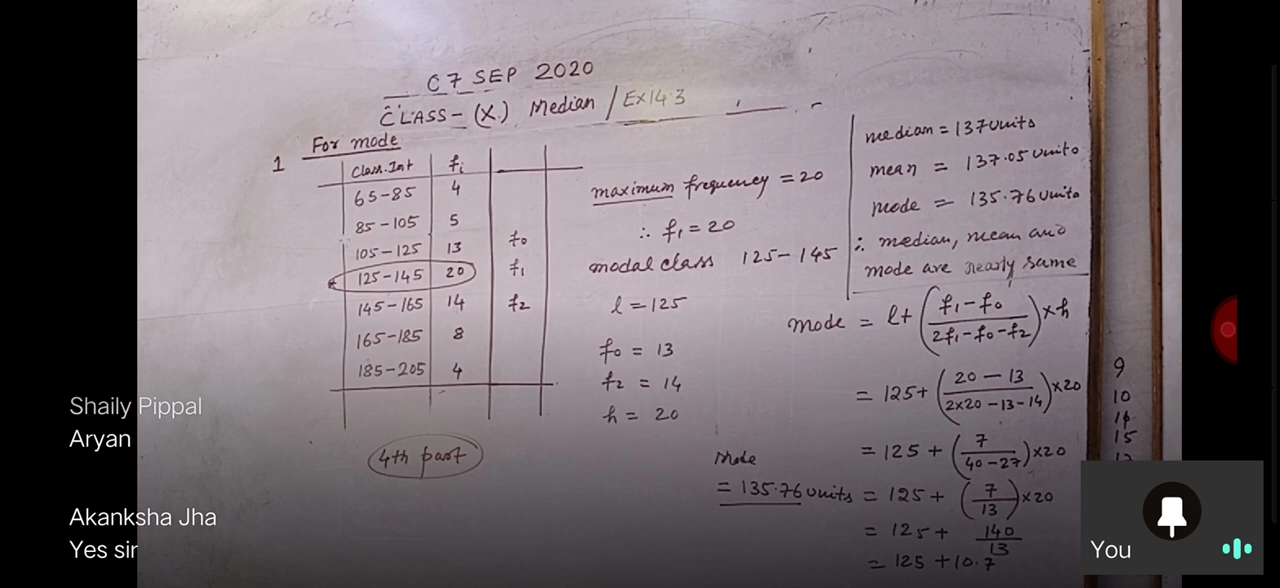 07 SEP 2020
CLASS - (X.) Median / Ex14.3
1 For mode
Class.Int fi
65-85 4
85-105 5
105-125 13 f0
125-145 20 f1
145-165 14 f2
165-185 8
185-205 4
4th part
maximum frequency = 20
∴ f1 = 20
modal class 125-145
l = 125
f0 = 13
f2 = 14
h = 20
median = 137 units
mean = 137.05 units
mode = 135.76 units
∴ median, mean and
mode are nearly same
mode = l + (f1 - f0 / 2f1 - f0 - f2) × h
= 125 + (20 - 13 / 2×20 - 13 - 14) × 20
= 125 + (7 / 40 - 27) × 20
= 125 + (7 / 13) × 20
= 125 + 140 / 13
= 125 + 10.7
Mode
= 135.76 units
9
10
15
Shaily Pippal
Aryan
Akanksha Jha
Yes sir
You